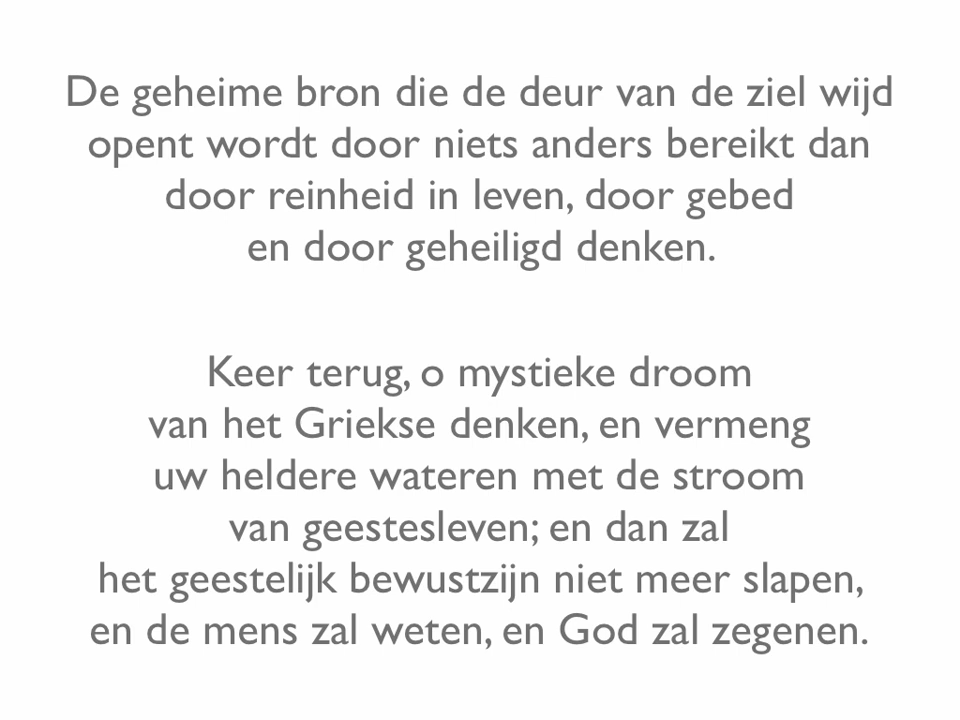 De geheime bron die de deur van de ziel wijd
opent wordt door niets anders bereikt dan
door reinheid in leven, door gebed
en door geheiligd denken.
Keer terug, o mystieke droom
van het Griekse denken, en vermeng
uw heldere wateren met de stroom
van geestesleven; en dan zal
het geestelijk bewustzijn niet meer slapen,
en de mens zal weten, en God zal zegenen.